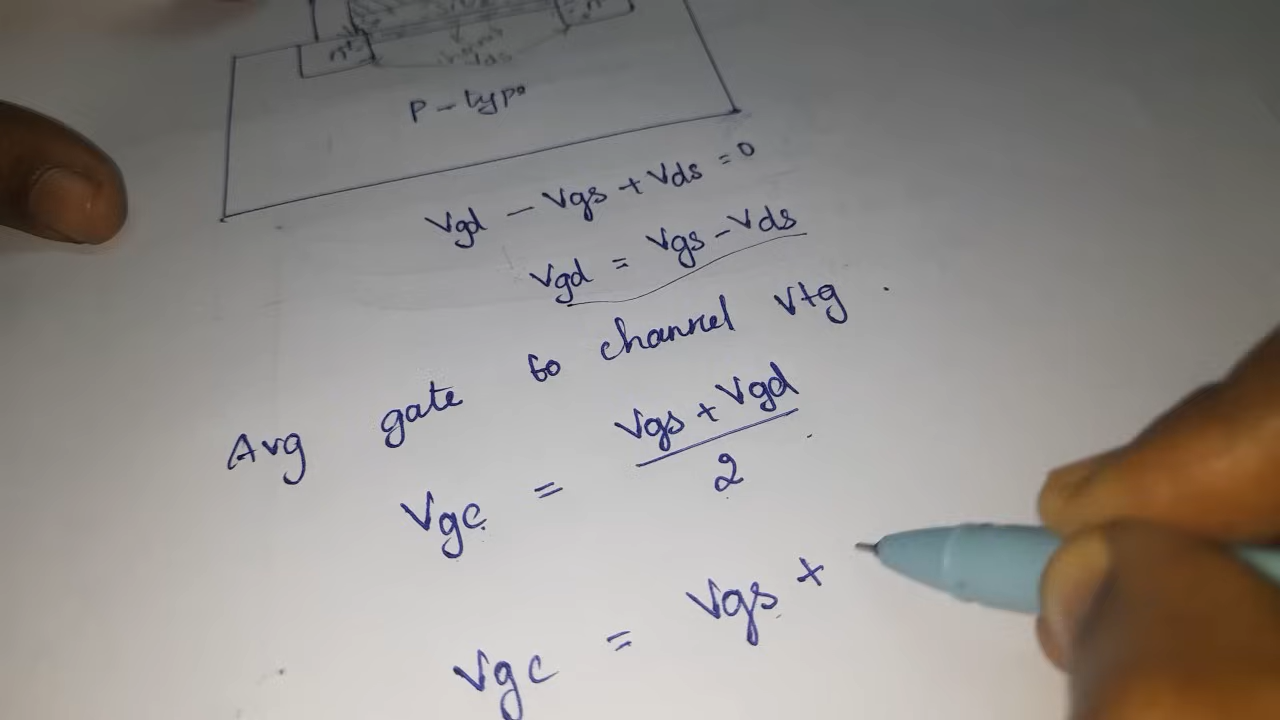 n+
Vds
P-type
Vgd - Vgs + Vds = 0
Vgd = Vgs - Vds
Avg gate to channel Vtg.
Vgc = Vgs + Vgd / 2
Vgc = Vgs +